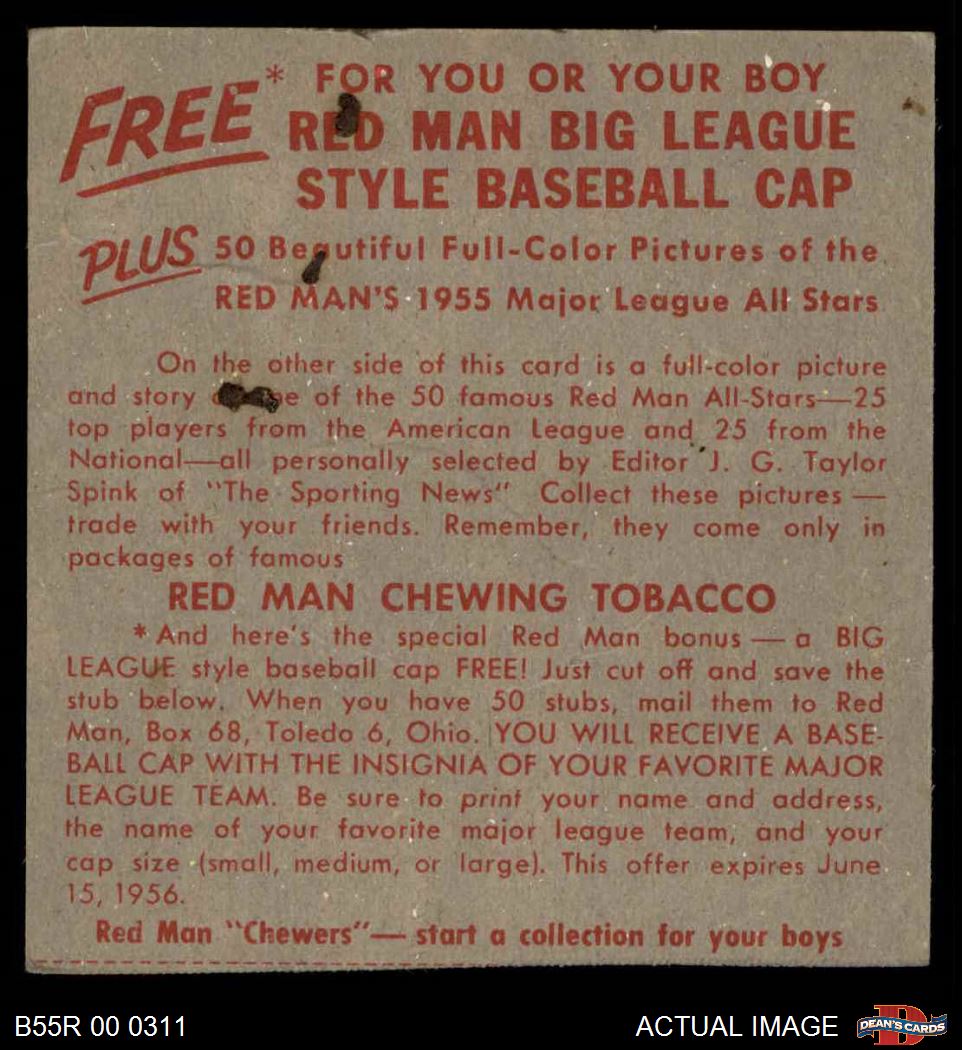 FREE* FOR YOU OR YOUR BOY
RED MAN BIG LEAGUE
STYLE BASEBALL CAP
PLUS 50 Beautiful Full-Color Pictures of the
RED MAN'S 1955 Major League All Stars
On the other side of this card is a full-color picture
and story of the 50 famous Red Man All-Stars—25
top players from the American League and 25 from the
National—all personally selected by Editor J. G. Taylor
Spink of "The Sporting News" Collect these pictures —
trade with your friends. Remember, they come only in
packages of famous
RED MAN CHEWING TOBACCO
*And here's the special Red Man bonus — a BIG
LEAGUE style baseball cap FREE! Just cut off and save the
stub below. When you have 50 stubs, mail them to Red
Man, Box 68, Toledo 6, Ohio. YOU WILL RECEIVE A BASE-
BALL CAP WITH THE INSIGNIA OF YOUR FAVORITE MAJOR
LEAGUE TEAM. Be sure to print your name and address,
the name of your favorite major league team, and your
cap size (small, medium, or large). This offer expires June
15, 1956.
Red Man "Chewers"— start a collection for your boys
B55R 00 0311
ACTUAL IMAGE
DEAN'S CARDS